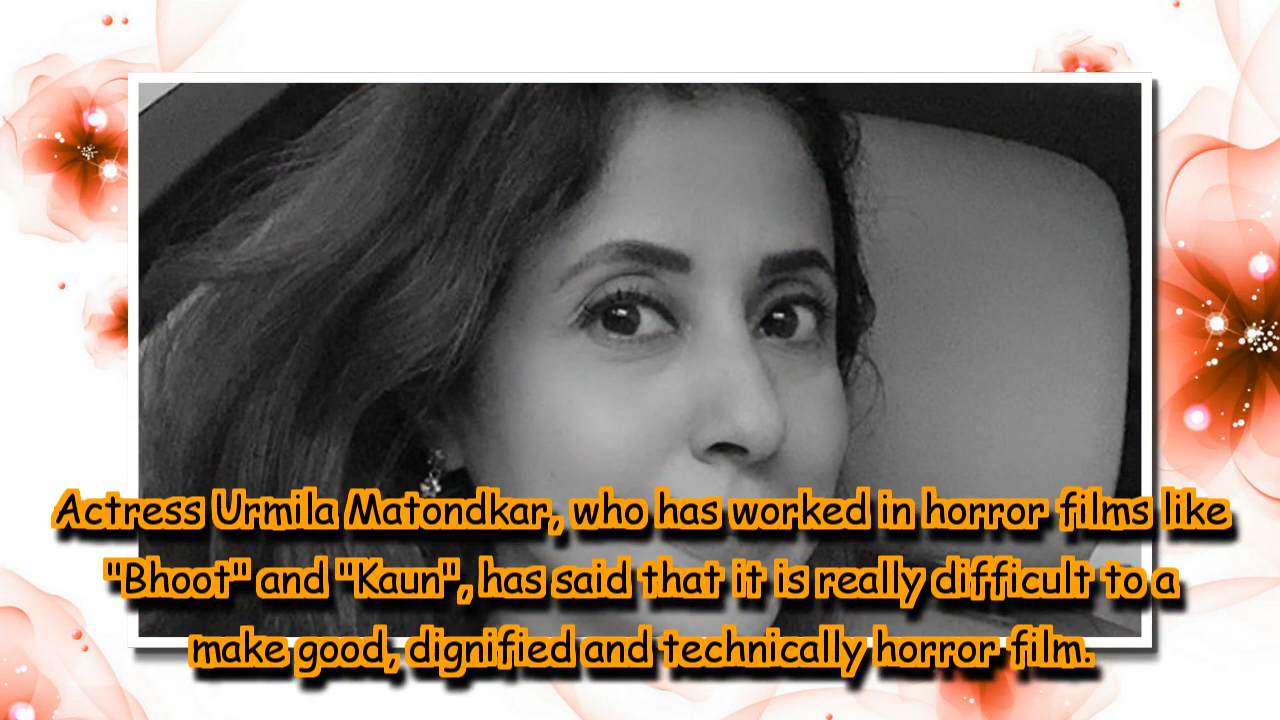 Actress Urmila Matondkar, who has worked in horror films like
"Bhoot" and "Kaun", has said that it is really difficult to a
make good, dignified and technically horror film.